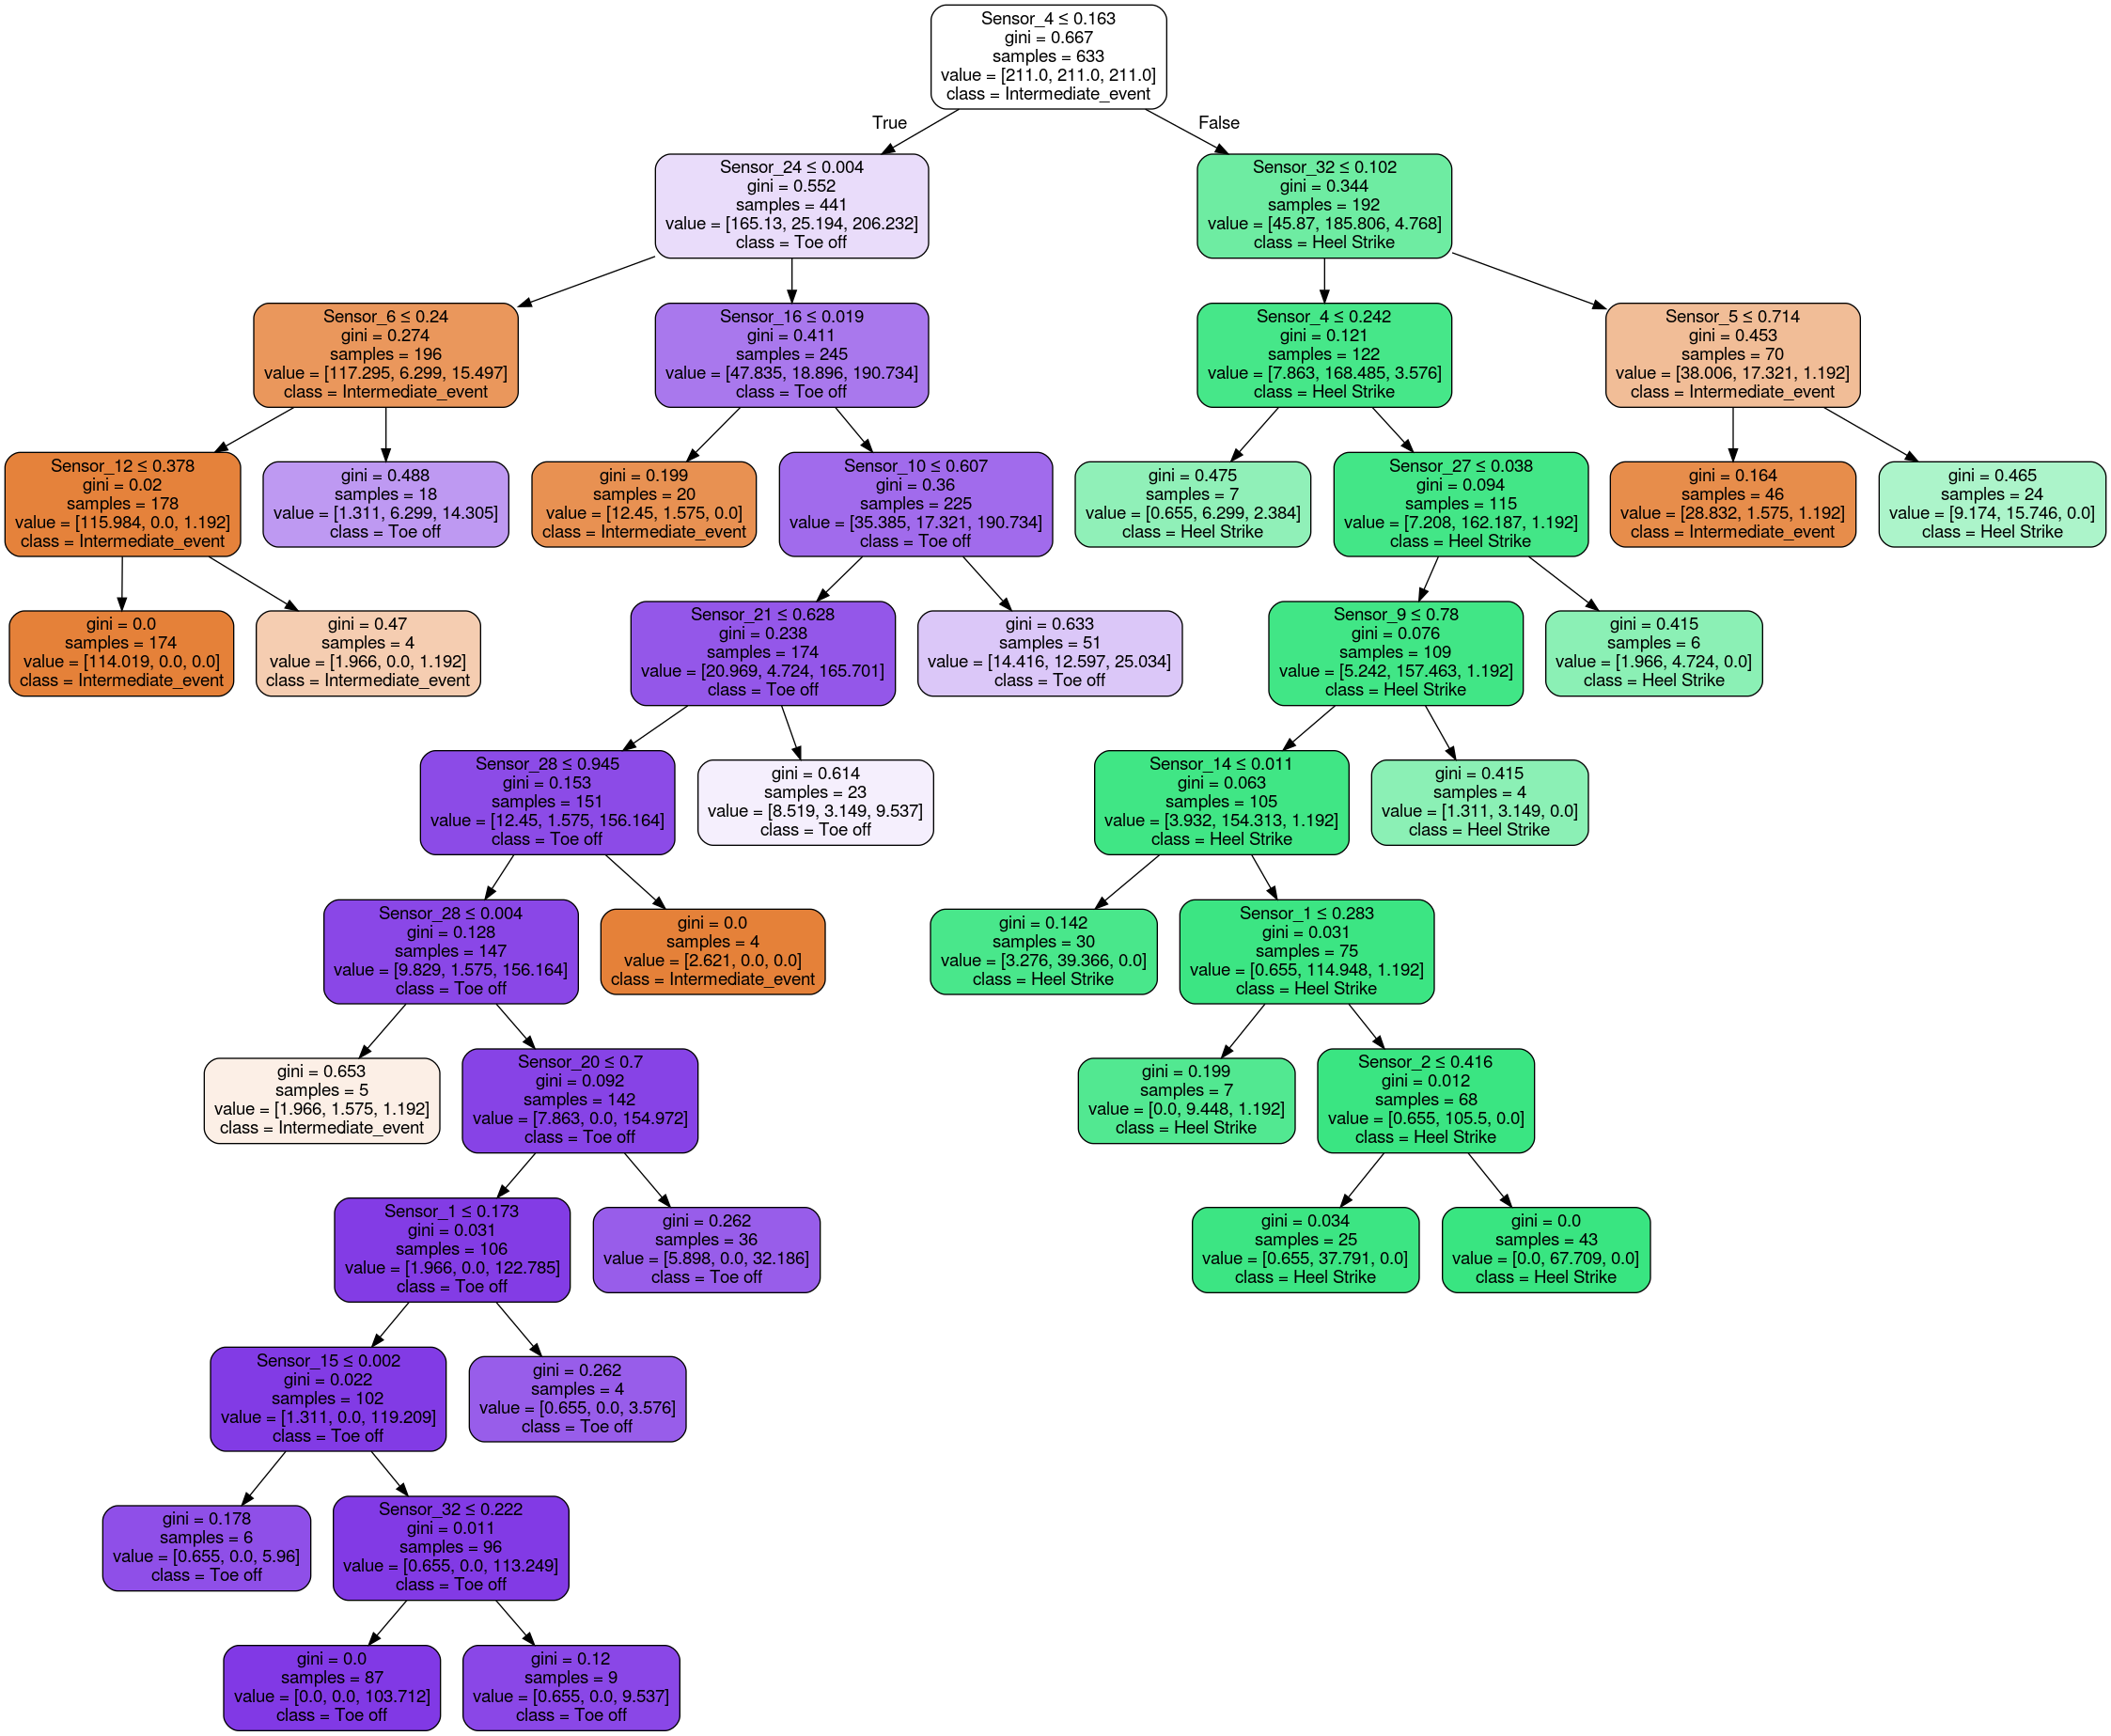 Sensor_4 ≤ 0.163
gini = 0.667
samples = 633
value = [211.0, 211.0, 211.0]
class = Intermediate_event
True
False
Sensor_24 ≤ 0.004
gini = 0.552
samples = 441
value = [165.13, 25.194, 206.232]
class = Toe off
Sensor_32 ≤ 0.102
gini = 0.344
samples = 192
value = [45.87, 185.806, 4.768]
class = Heel Strike
Sensor_6 ≤ 0.24
gini = 0.274
samples = 196
value = [117.295, 6.299, 15.497]
class = Intermediate_event
Sensor_16 ≤ 0.019
gini = 0.411
samples = 245
value = [47.835, 18.896, 190.734]
class = Toe off
Sensor_4 ≤ 0.242
gini = 0.121
samples = 122
value = [7.863, 168.485, 3.576]
class = Heel Strike
Sensor_5 ≤ 0.714
gini = 0.453
samples = 70
value = [38.006, 17.321, 1.192]
class = Intermediate_event
Sensor_12 ≤ 0.378
gini = 0.02
samples = 178
value = [115.984, 0.0, 1.192]
class = Intermediate_event
gini = 0.488
samples = 18
value = [1.311, 6.299, 14.305]
class = Toe off
gini = 0.199
samples = 20
value = [12.45, 1.575, 0.0]
class = Intermediate_event
Sensor_10 ≤ 0.607
gini = 0.36
samples = 225
value = [35.385, 17.321, 190.734]
class = Toe off
gini = 0.475
samples = 7
value = [0.655, 6.299, 2.384]
class = Heel Strike
Sensor_27 ≤ 0.038
gini = 0.094
samples = 115
value = [7.208, 162.187, 1.192]
class = Heel Strike
gini = 0.164
samples = 46
value = [28.832, 1.575, 1.192]
class = Intermediate_event
gini = 0.465
samples = 24
value = [9.174, 15.746, 0.0]
class = Heel Strike
gini = 0.0
samples = 174
value = [114.019, 0.0, 0.0]
class = Intermediate_event
gini = 0.47
samples = 4
value = [1.966, 0.0, 1.192]
class = Intermediate_event
Sensor_21 ≤ 0.628
gini = 0.238
samples = 174
value = [20.969, 4.724, 165.701]
class = Toe off
gini = 0.633
samples = 51
value = [14.416, 12.597, 25.034]
class = Toe off
Sensor_9 ≤ 0.78
gini = 0.076
samples = 109
value = [5.242, 157.463, 1.192]
class = Heel Strike
gini = 0.415
samples = 6
value = [1.966, 4.724, 0.0]
class = Heel Strike
Sensor_28 ≤ 0.945
gini = 0.153
samples = 151
value = [12.45, 1.575, 156.164]
class = Toe off
gini = 0.614
samples = 23
value = [8.519, 3.149, 9.537]
class = Toe off
Sensor_14 ≤ 0.011
gini = 0.063
samples = 105
value = [3.932, 154.313, 1.192]
class = Heel Strike
gini = 0.415
samples = 4
value = [1.311, 3.149, 0.0]
class = Heel Strike
Sensor_28 ≤ 0.004
gini = 0.128
samples = 147
value = [9.829, 1.575, 156.164]
class = Toe off
gini = 0.0
samples = 4
value = [2.621, 0.0, 0.0]
class = Intermediate_event
gini = 0.142
samples = 30
value = [3.276, 39.366, 0.0]
class = Heel Strike
Sensor_1 ≤ 0.283
gini = 0.031
samples = 75
value = [0.655, 114.948, 1.192]
class = Heel Strike
gini = 0.653
samples = 5
value = [1.966, 1.575, 1.192]
class = Intermediate_event
Sensor_20 ≤ 0.7
gini = 0.092
samples = 142
value = [7.863, 0.0, 154.972]
class = Toe off
gini = 0.199
samples = 7
value = [0.0, 9.448, 1.192]
class = Heel Strike
Sensor_2 ≤ 0.416
gini = 0.012
samples = 68
value = [0.655, 105.5, 0.0]
class = Heel Strike
Sensor_1 ≤ 0.173
gini = 0.031
samples = 106
value = [1.966, 0.0, 122.785]
class = Toe off
gini = 0.262
samples = 36
value = [5.898, 0.0, 32.186]
class = Toe off
gini = 0.034
samples = 25
value = [0.655, 37.791, 0.0]
class = Heel Strike
gini = 0.0
samples = 43
value = [0.0, 67.709, 0.0]
class = Heel Strike
Sensor_15 ≤ 0.002
gini = 0.022
samples = 102
value = [1.311, 0.0, 119.209]
class = Toe off
gini = 0.262
samples = 4
value = [0.655, 0.0, 3.576]
class = Toe off
gini = 0.178
samples = 6
value = [0.655, 0.0, 5.96]
class = Toe off
Sensor_32 ≤ 0.222
gini = 0.011
samples = 96
value = [0.655, 0.0, 113.249]
class = Toe off
gini = 0.0
samples = 87
value = [0.0, 0.0, 103.712]
class = Toe off
gini = 0.12
samples = 9
value = [0.655, 0.0, 9.537]
class = Toe off